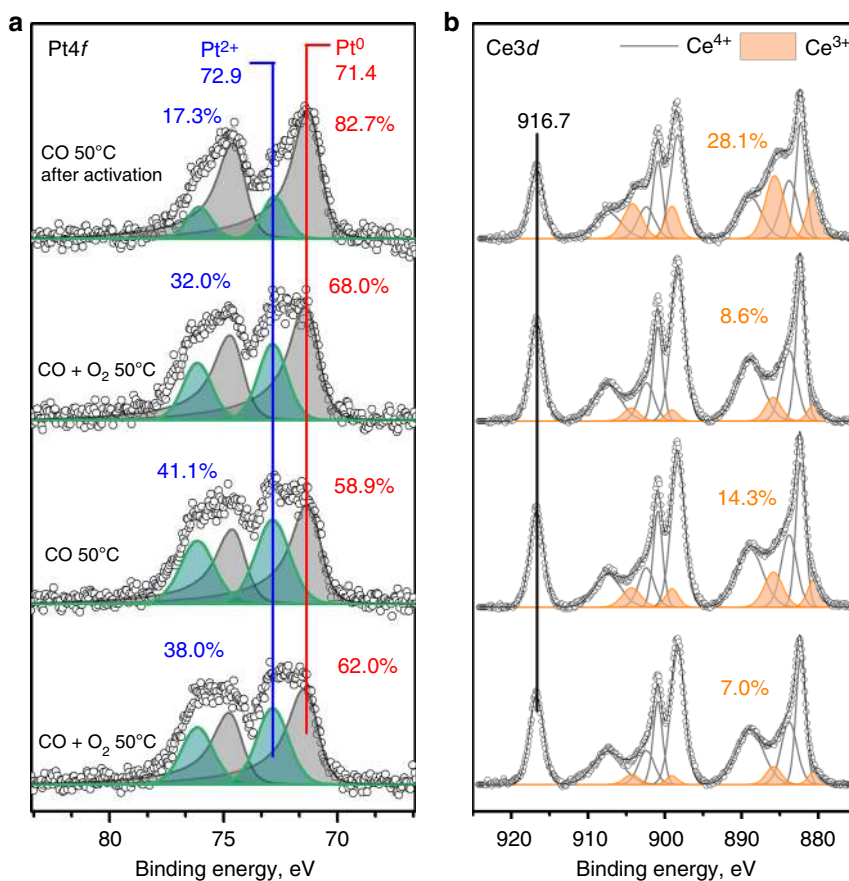 a
Pt4f
Pt2+
72.9
Pt0
71.4
17.3%
82.7%
CO 50°C
after activation
32.0%
68.0%
CO + O2 50°C
41.1%
58.9%
CO 50°C
38.0%
62.0%
CO + O2 50°C
80
75
70
Binding energy, eV
b
Ce3d
Ce4+
Ce3+
916.7
28.1%
8.6%
14.3%
7.0%
920
910
900
890
880
Binding energy, eV